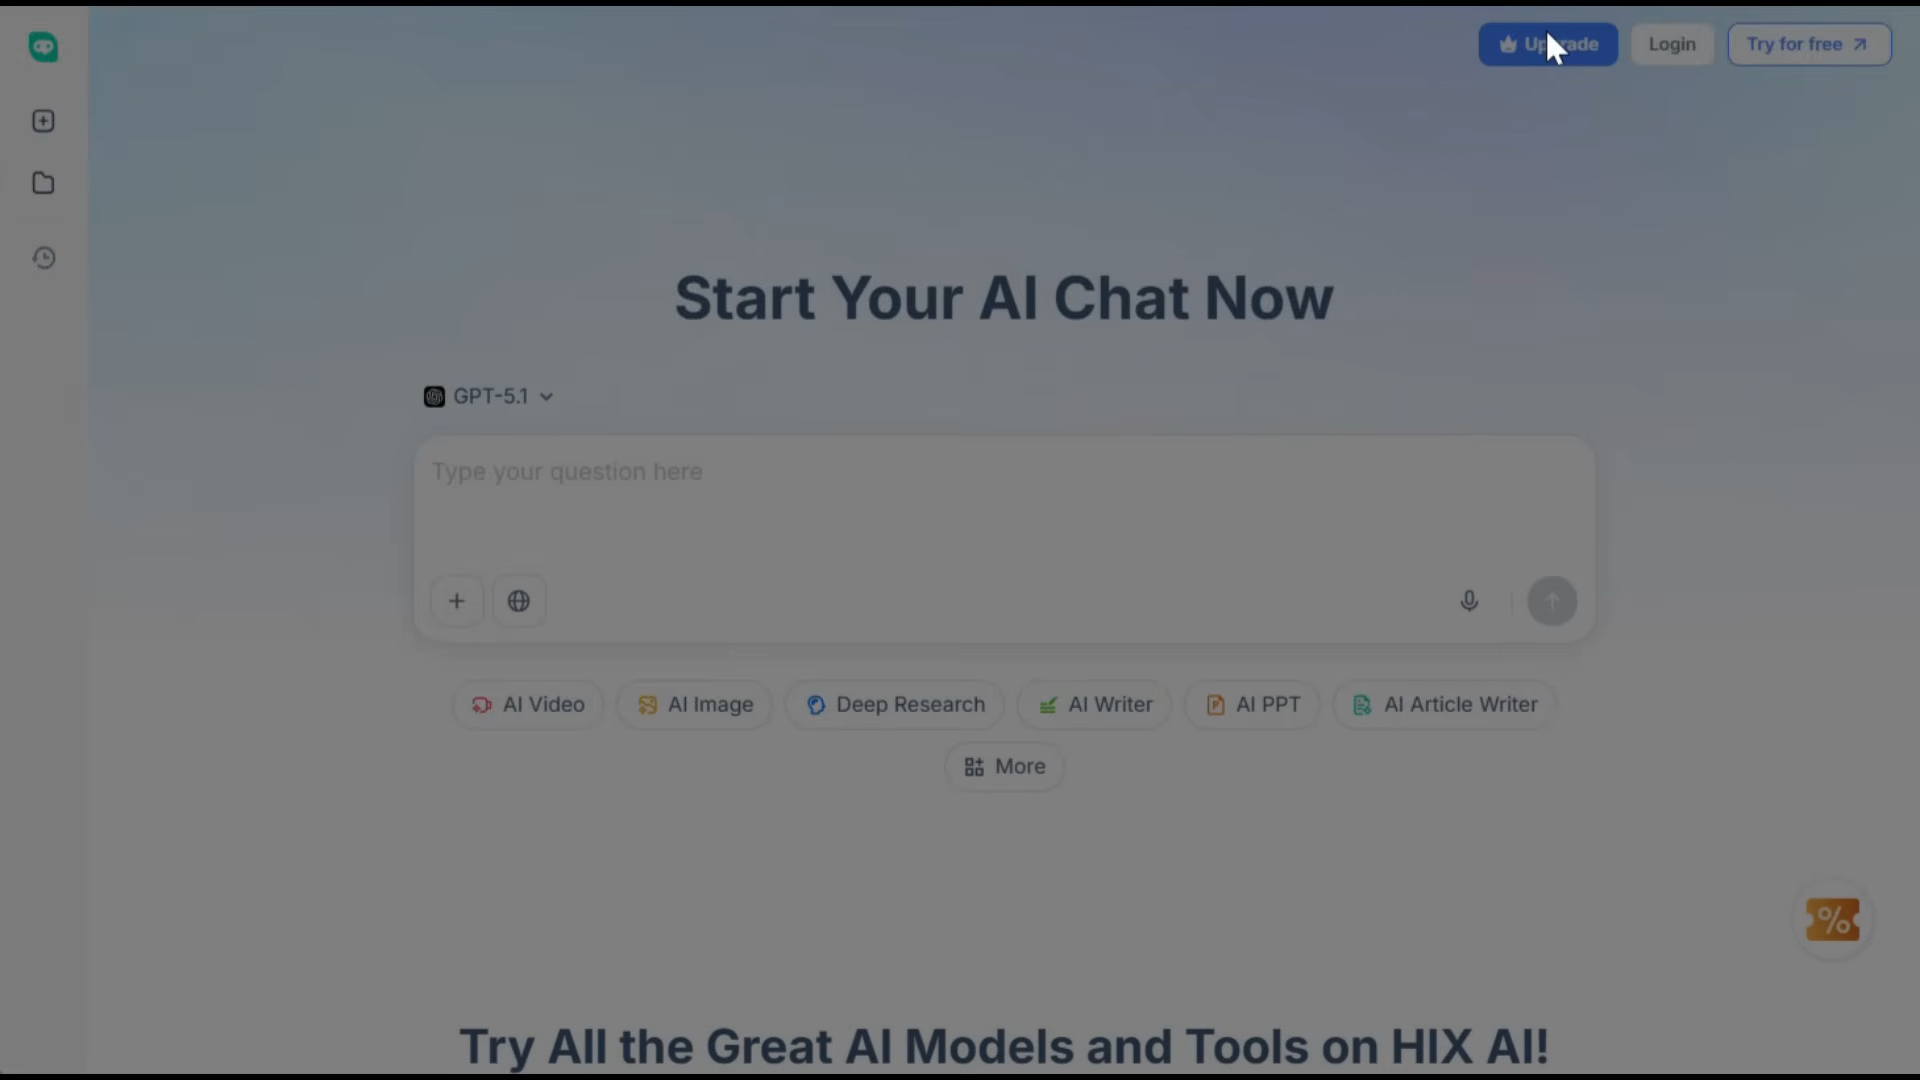 Upgrade
Login
Try for free
Start Your AI Chat Now
GPT-5.1
Type your question here
AI Video
AI Image
Deep Research
AI Writer
AI PPT
AI Article Writer
More
%
Try All the Great AI Models and Tools on HIX AI!